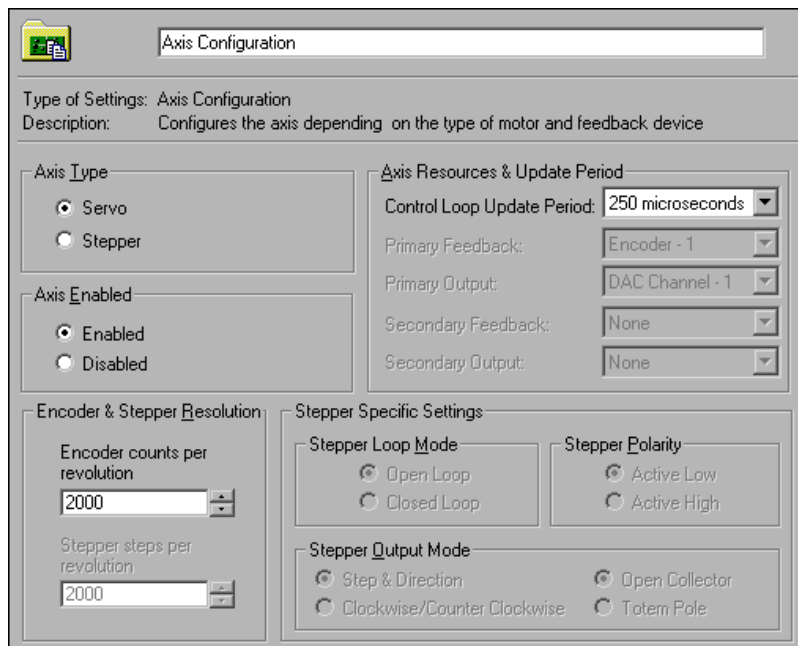 Axis Configuration
Type of Settings: Axis Configuration
Description: Configures the axis depending on the type of motor and feedback device
Axis Type
Servo
Stepper
Axis Enabled
Enabled
Disabled
Axis Resources & Update Period
Control Loop Update Period: 250 microseconds
Primary Feedback: Encoder - 1
Primary Output: DAC Channel - 1
Secondary Feedback: None
Secondary Output: None
Encoder & Stepper Resolution
Encoder counts per
revolution
2000
Stepper steps per
revolution
2000
Stepper Specific Settings
Stepper Loop Mode
Open Loop
Closed Loop
Stepper Polarity
Active Low
Active High
Stepper Output Mode
Step & Direction
Clockwise/Counter Clockwise
Open Collector
Totem Pole